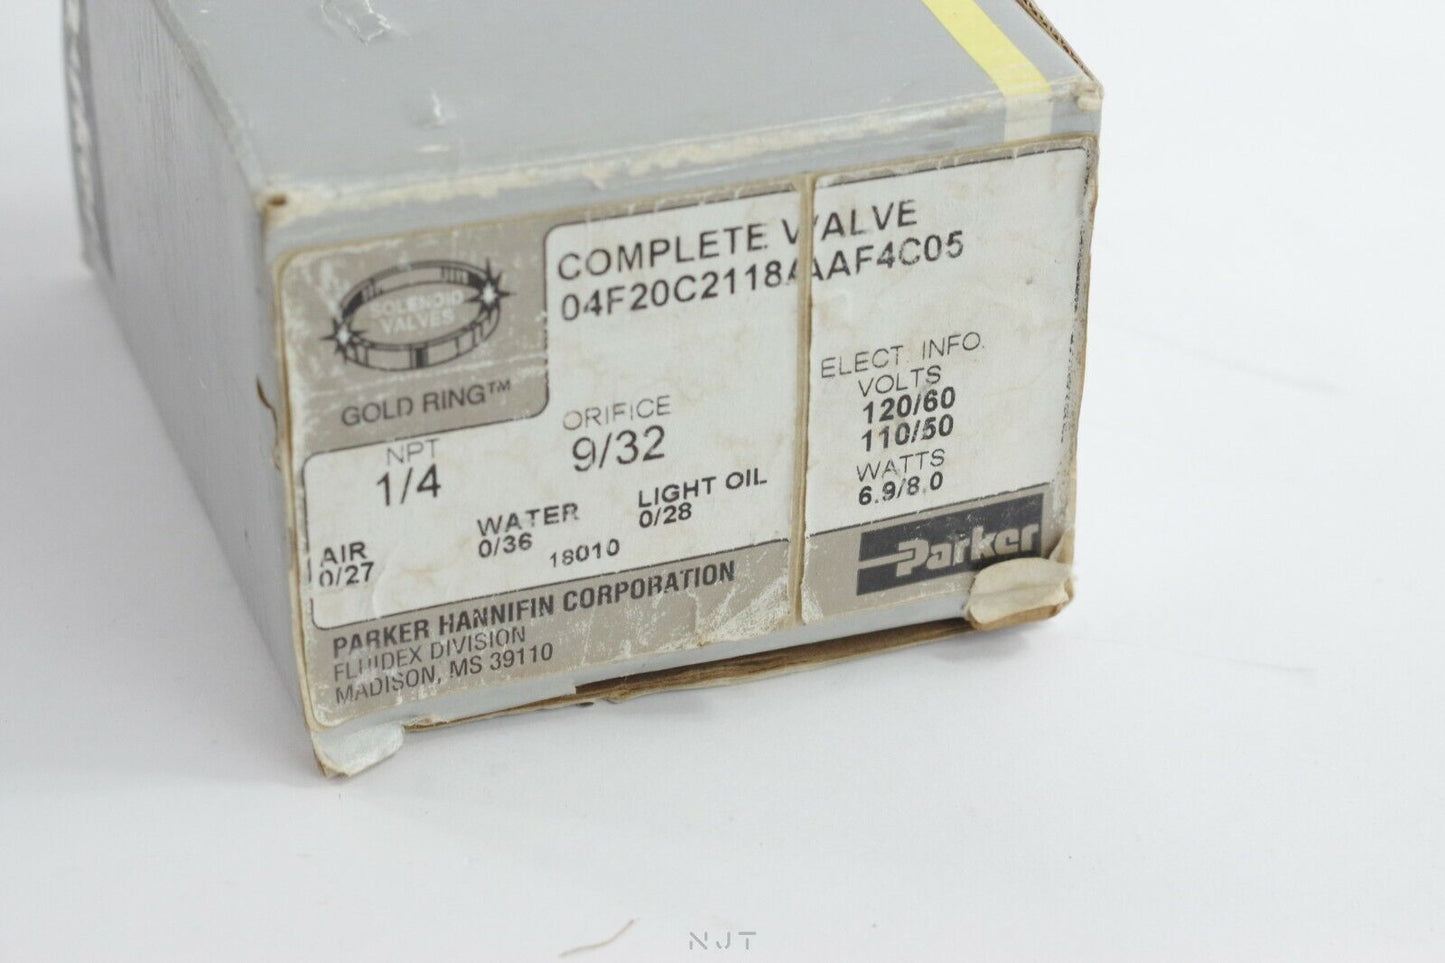 COMPLETE VALVE
04F20C2118AAAF4C05
SOLENOID
VALVES
GOLD RING™
NPT
1/4
ORIFICE
9/32
AIR
0/27
WATER
0/36
LIGHT OIL
0/28
18010
ELECT. INFO.
VOLTS
120/60
110/50
WATTS
6.9/8.0
PARKER HANNIFIN CORPORATION
FLUIDEX DIVISION
MADISON, MS 39110
Parker
NJT